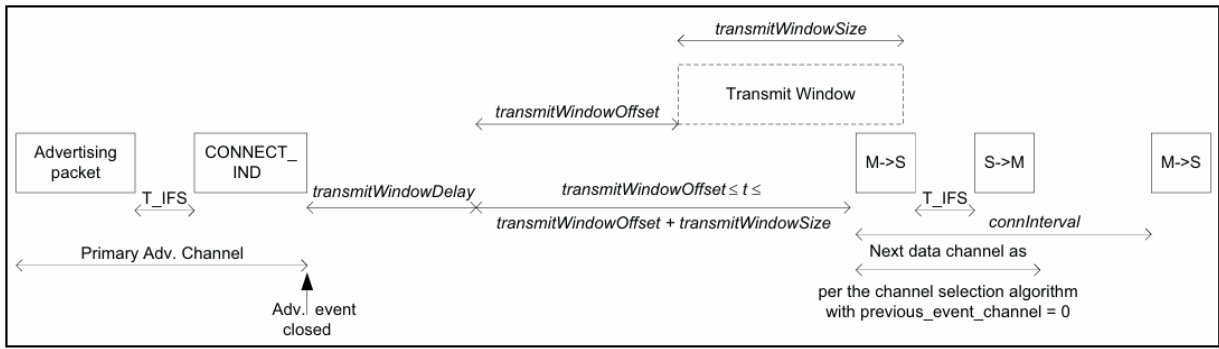 transmitWindowSize
Transmit Window
transmitWindowOffset
Advertising
packet
CONNECT_
IND
M->S
S->M
M->S
T_IFS
transmitWindowDelay
transmitWindowOffset ≤ t ≤
transmitWindowOffset + transmitWindowSize
T_IFS
connInterval
Primary Adv. Channel
Next data channel as
per the channel selection algorithm
with previous_event_channel = 0
Adv. event
closed